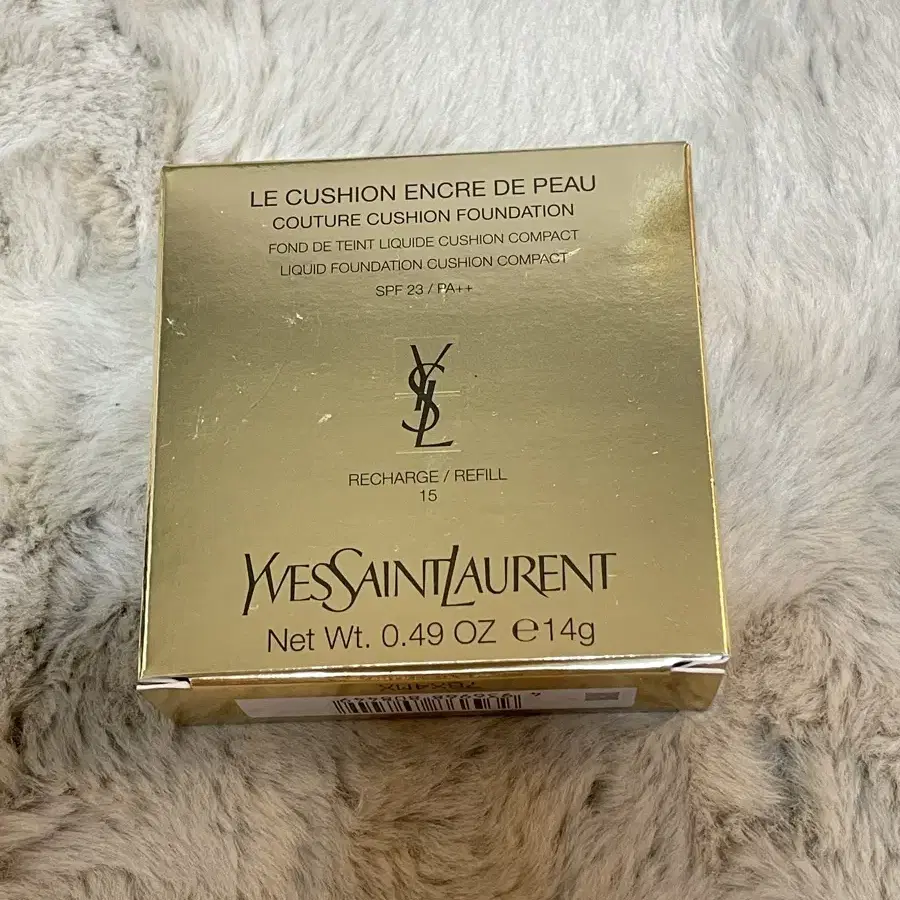 LE CUSHION ENCRE DE PEAU
COUTURE CUSHION FOUNDATION
FOND DE TEINT LIQUIDE CUSHION COMPACT
LIQUID FOUNDATION CUSHION COMPACT
SPF 23 / PA++
YSL
RECHARGE / REFILL
15
YVESSAINTLAURENT
Net Wt. 0.49 OZ ℮14g